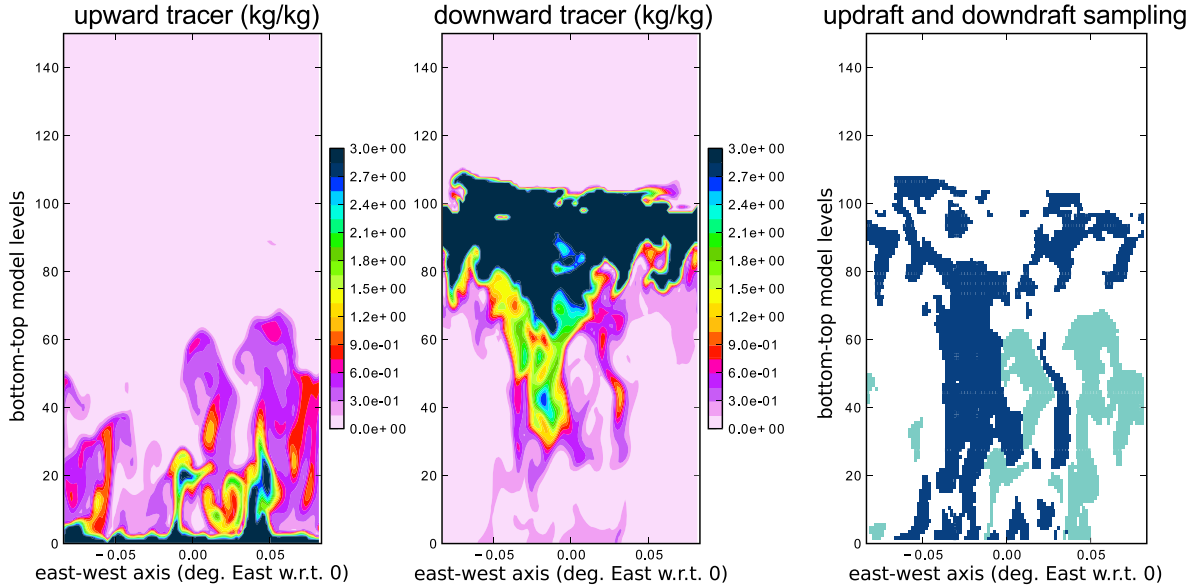 upward tracer (kg/kg)
downward tracer (kg/kg)
updraft and downdraft sampling
bottom-top model levels
140
120
100
80
60
40
20
0
−0.05
0.00
0.05
east-west axis (deg. East w.r.t. 0)
3.0e+00
2.7e+00
2.4e+00
2.1e+00
1.8e+00
1.5e+00
1.2e+00
9.0e-01
6.0e-01
3.0e-01
0.0e+00
bottom-top model levels
140
120
100
80
60
40
20
0
−0.05
0.00
0.05
east-west axis (deg. East w.r.t. 0)
3.0e+00
2.7e+00
2.4e+00
2.1e+00
1.8e+00
1.5e+00
1.2e+00
9.0e-01
6.0e-01
3.0e-01
0.0e+00
bottom-top model levels
140
120
100
80
60
40
20
0
−0.05
0.00
0.05
east-west axis (deg. East w.r.t. 0)